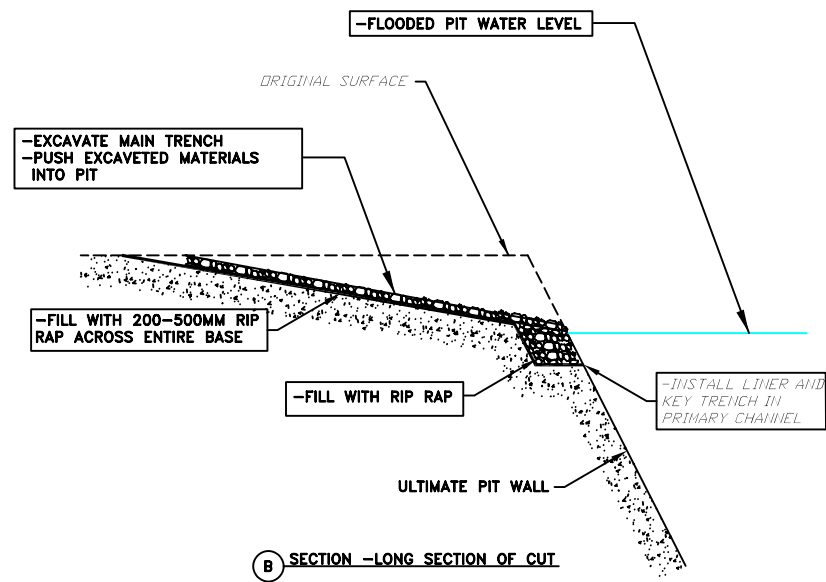 -FLOODED PIT WATER LEVEL
ORIGINAL SURFACE
-EXCAVATE MAIN TRENCH
-PUSH EXCAVETED MATERIALS
INTO PIT
-FILL WITH 200-500MM RIP
RAP ACROSS ENTIRE BASE
-FILL WITH RIP RAP
-INSTALL LINER AND
KEY TRENCH IN
PRIMARY CHANNEL
ULTIMATE PIT WALL
B SECTION -LONG SECTION OF CUT